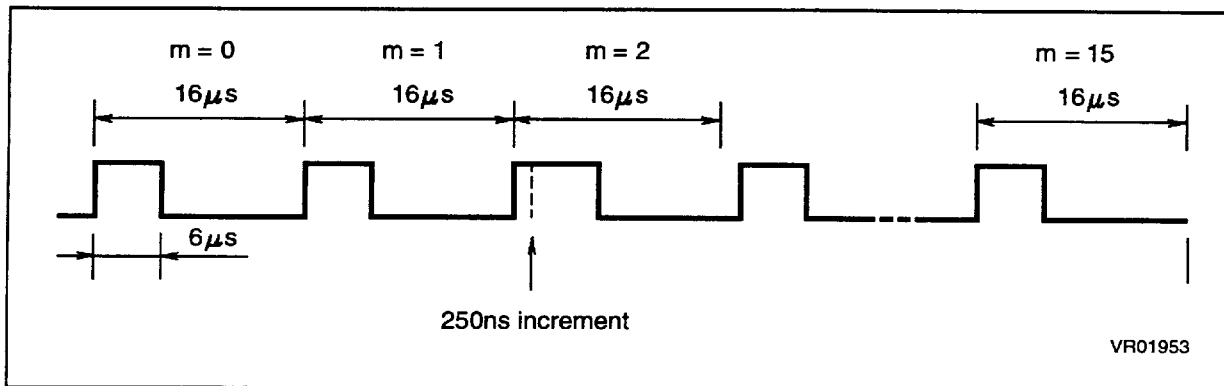 m = 0 m = 1 m = 2 m = 15
16μs 16μs 16μs 16μs
6μs
250ns increment
VR01953